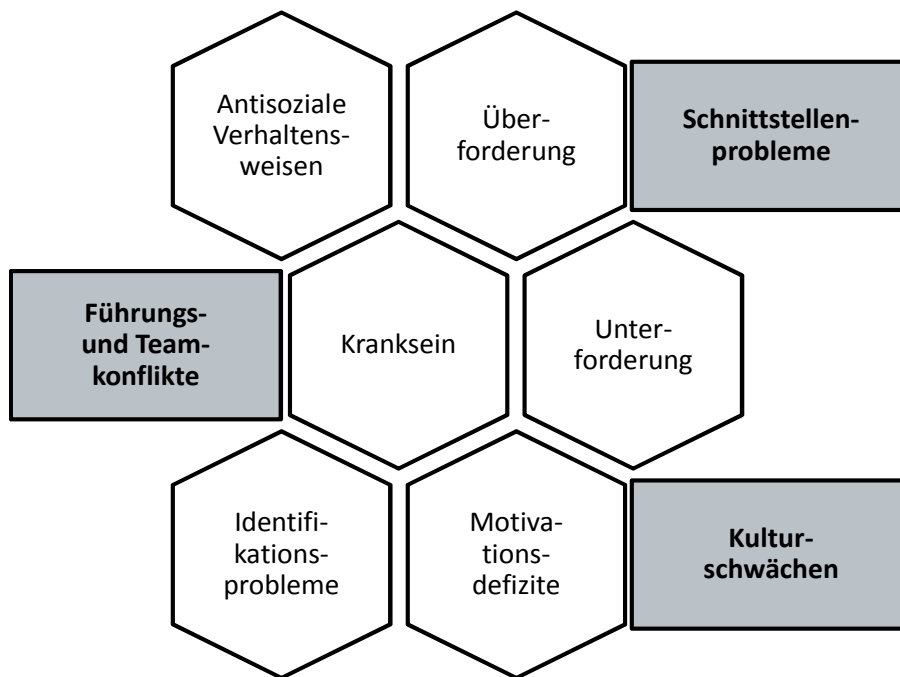 Antisoziale
Verhaltens-
weisen
Über-
forderung
Schnittstellen-
probleme
Führungs-
und Team-
konflikte
Kranksein
Unter-
forderung
Identifi-
kations-
probleme
Motiva-
tions-
defizite
Kultur-
schwächen